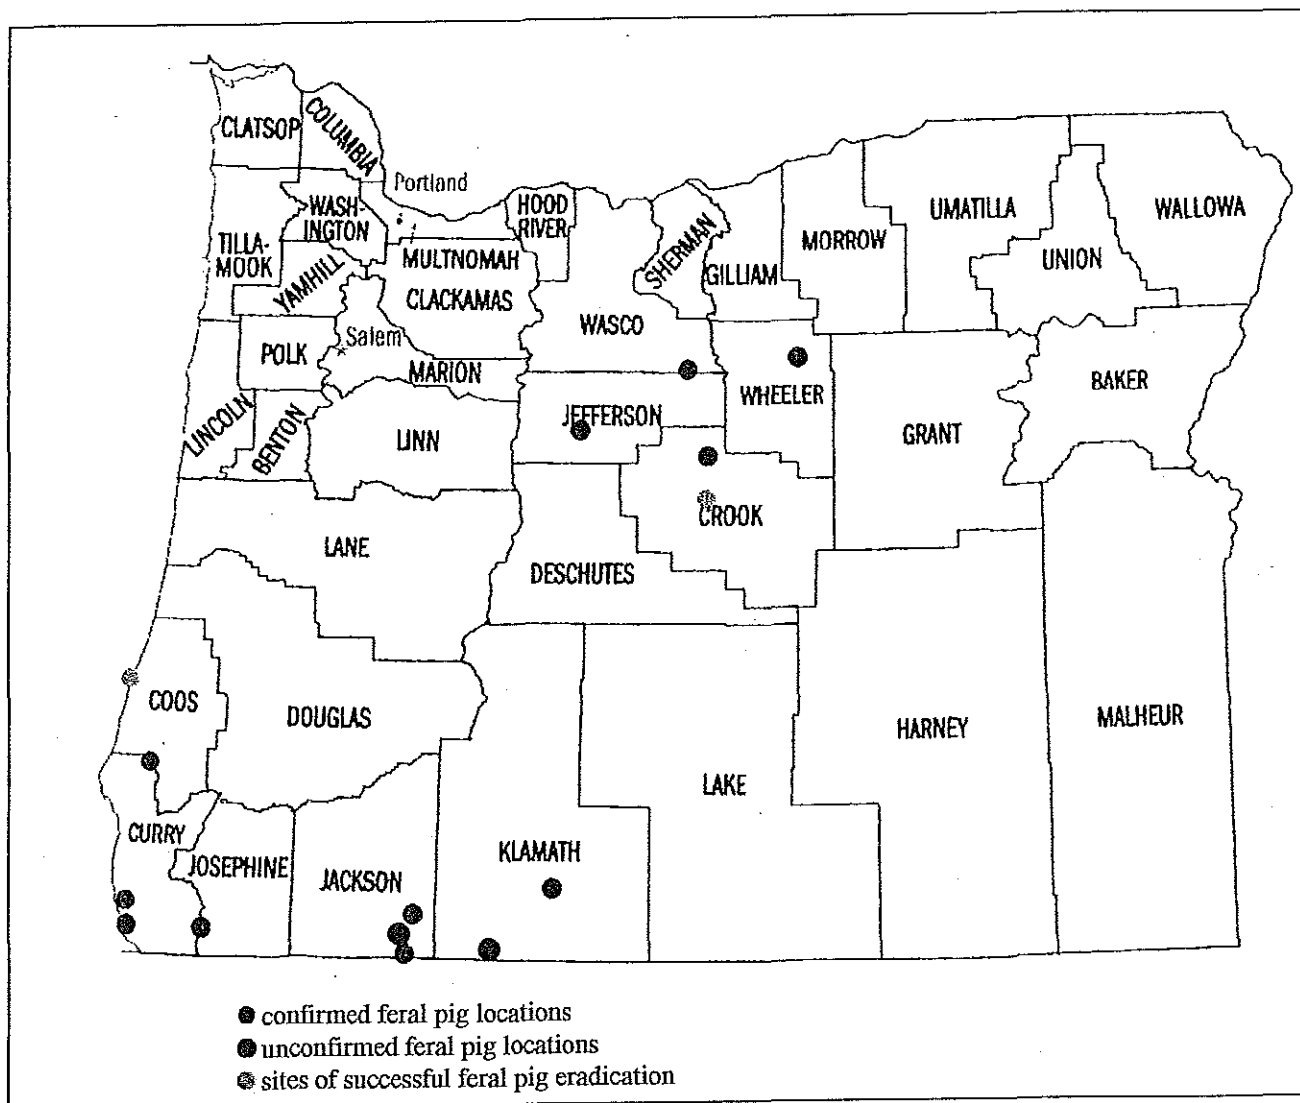 CLATSOP
COLUMBIA
Portland
WASH-
INGTON
TILLA-
MOOK
YAMHILL
MULTNOMAH
CLACKAMAS
HOOD
RIVER
WASCO
SHERMAN
GILLIAM
MORROW
UMATILLA
UNION
WALLOWA
POLK
Salem
MARION
LINCOLN
BENTON
LINN
JEFFERSON
WHEELER
GRANT
BAKER
CROOK
LANE
DESCHUTES
COOS
DOUGLAS
HARNEY
MALHEUR
LAKE
CURRY
JOSEPHINE
JACKSON
KLAMATH
confirmed feral pig locations
unconfirmed feral pig locations
sites of successful feral pig eradication